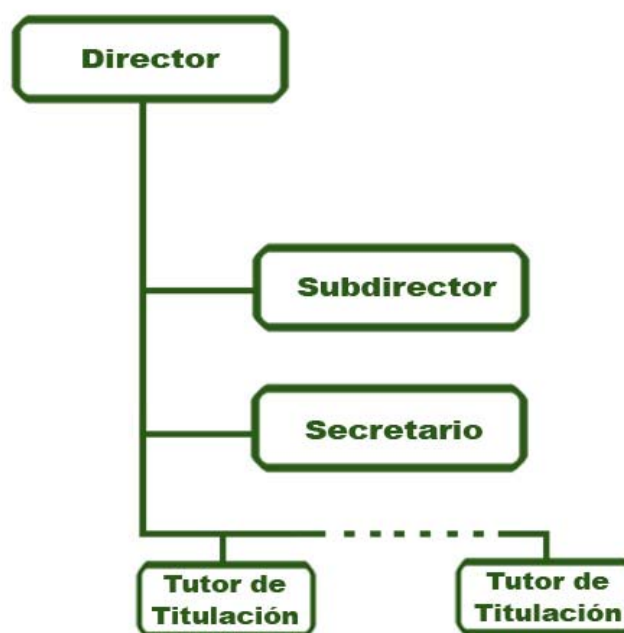 Director
Subdirector
Secretario
Tutor de
Titulación
Tutor de
Titulación